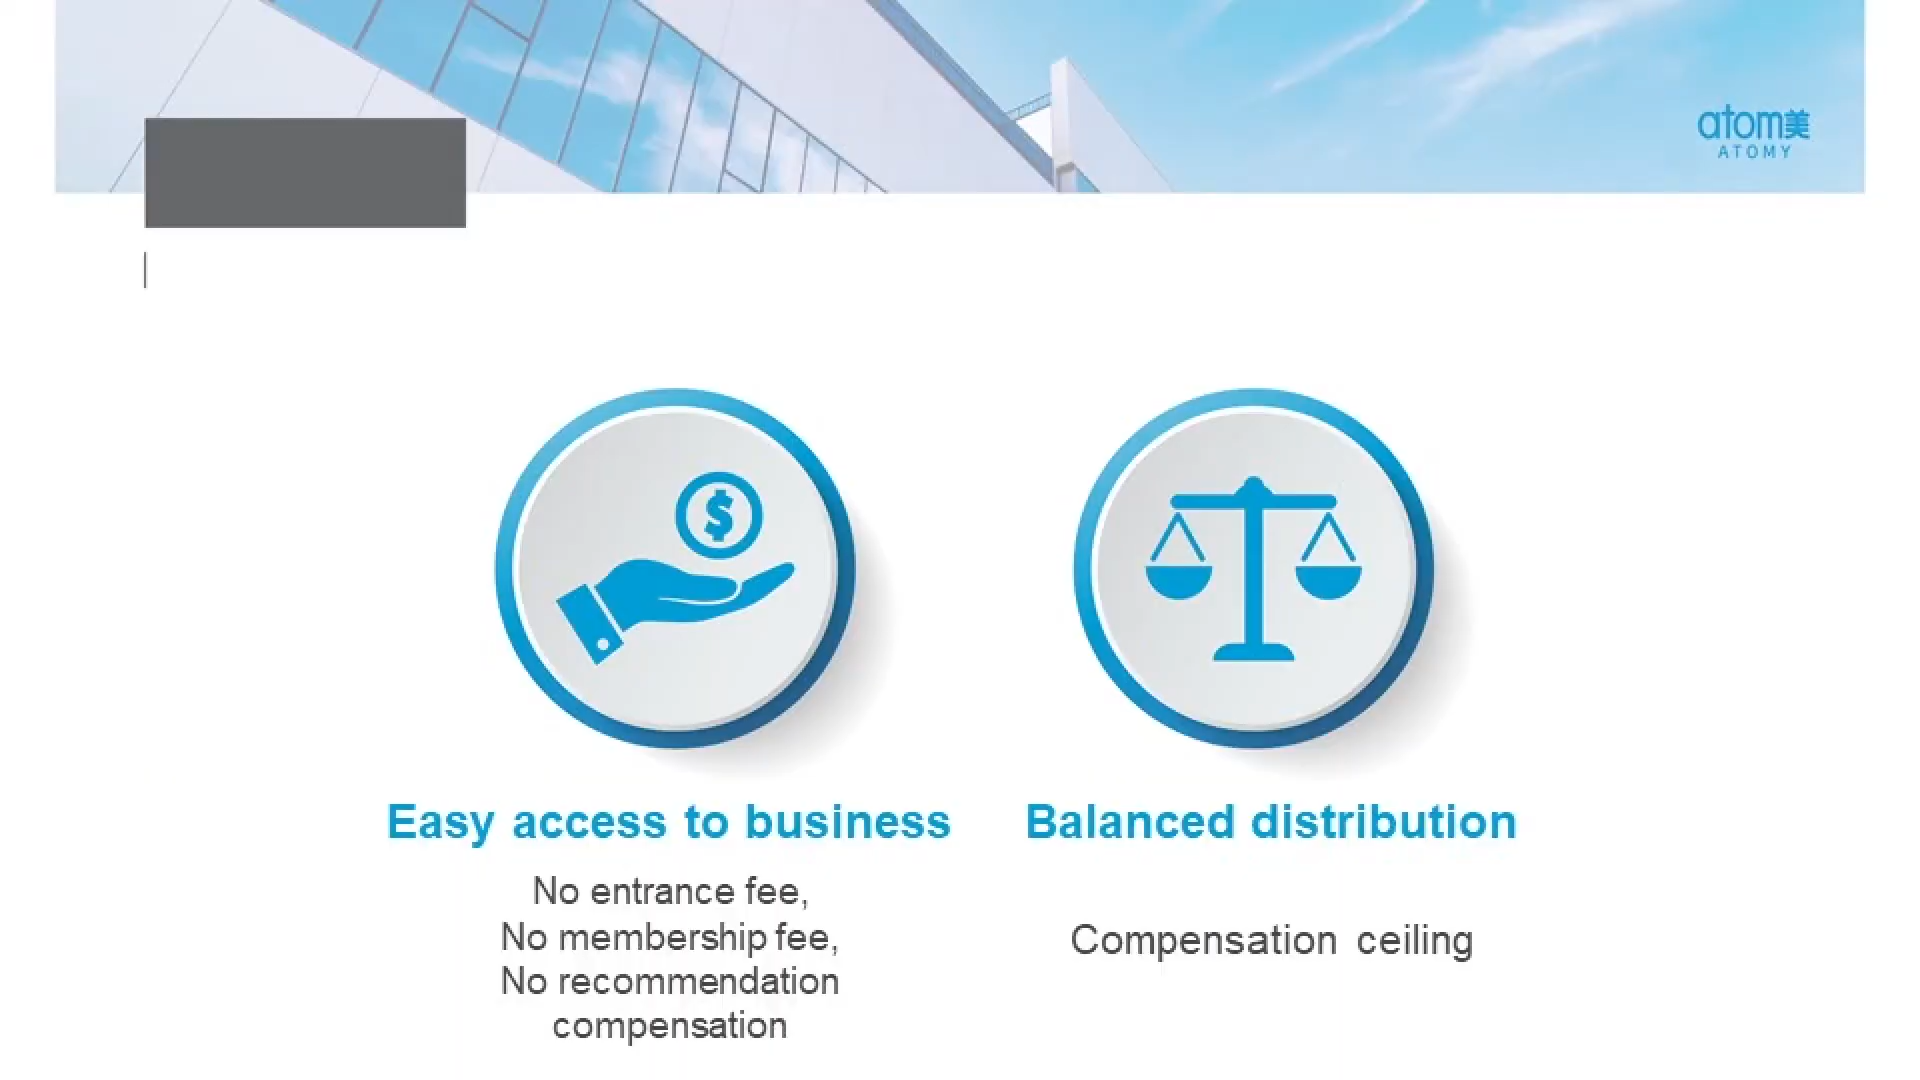 atom美
ATOMY
$
Easy access to business
No entrance fee,
No membership fee,
No recommendation
compensation
Balanced distribution
Compensation ceiling